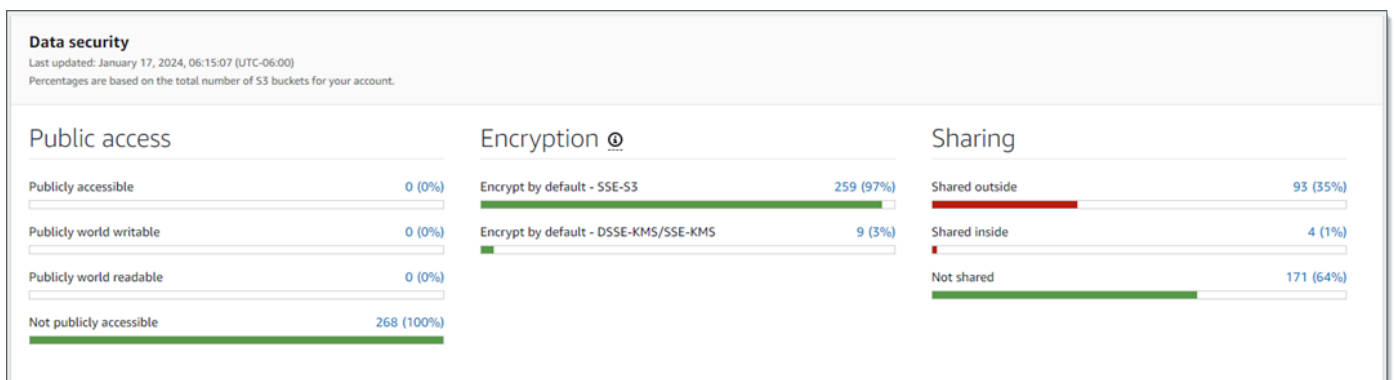 Data security
Last updated: January 17, 2024, 06:15:07 (UTC-06:00)
Percentages are based on the total number of S3 buckets for your account.
Public access
Publicly accessible 0 (0%)
Publicly world writable 0 (0%)
Publicly world readable 0 (0%)
Not publicly accessible 268 (100%)
Encryption
Encrypt by default - SSE-S3 259 (97%)
Encrypt by default - DSSE-KMS/SSE-KMS 9 (3%)
Sharing
Shared outside 93 (35%)
Shared inside 4 (1%)
Not shared 171 (64%)